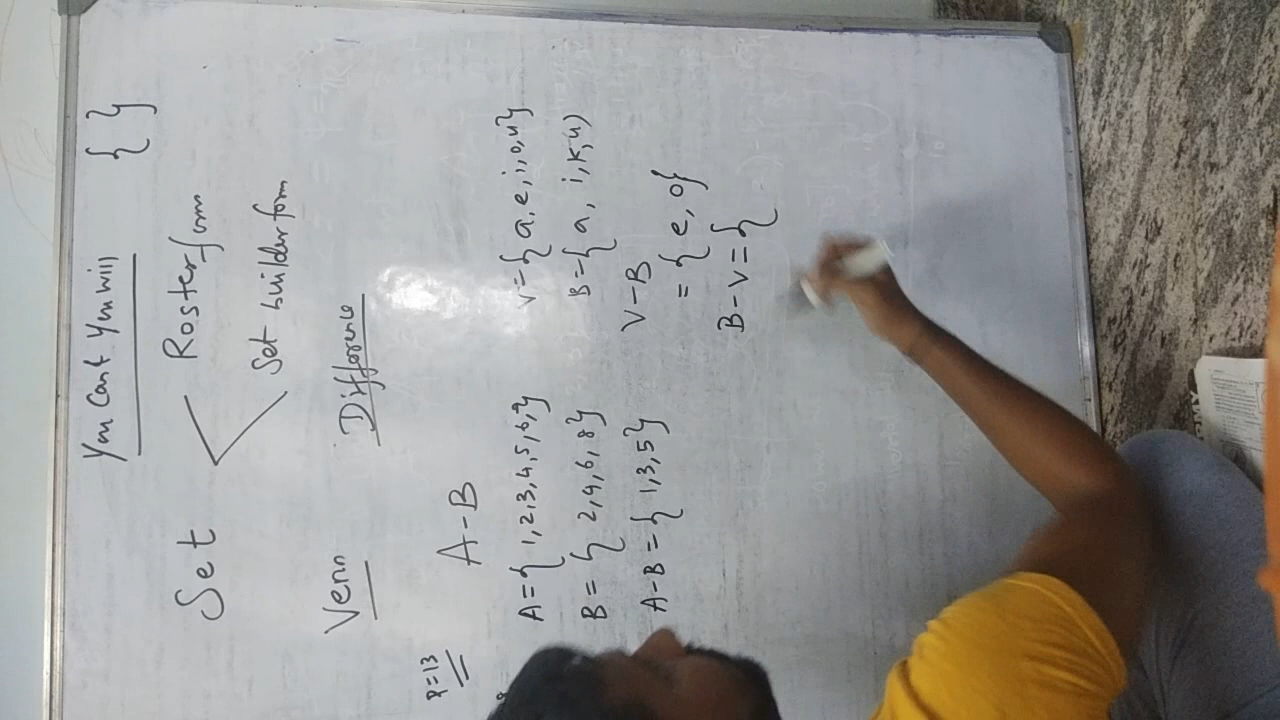 You Can & You will { }
Set
Roster form
Set builder form
Venn Difference
P=13
A-B
A={1,2,3,4,5,6,}
V={a,e,i,o,u}
B={2,4,6,8}
B={a, i,k,u}
A-B={1,3,5}
V-B
={e,o}
B-V={